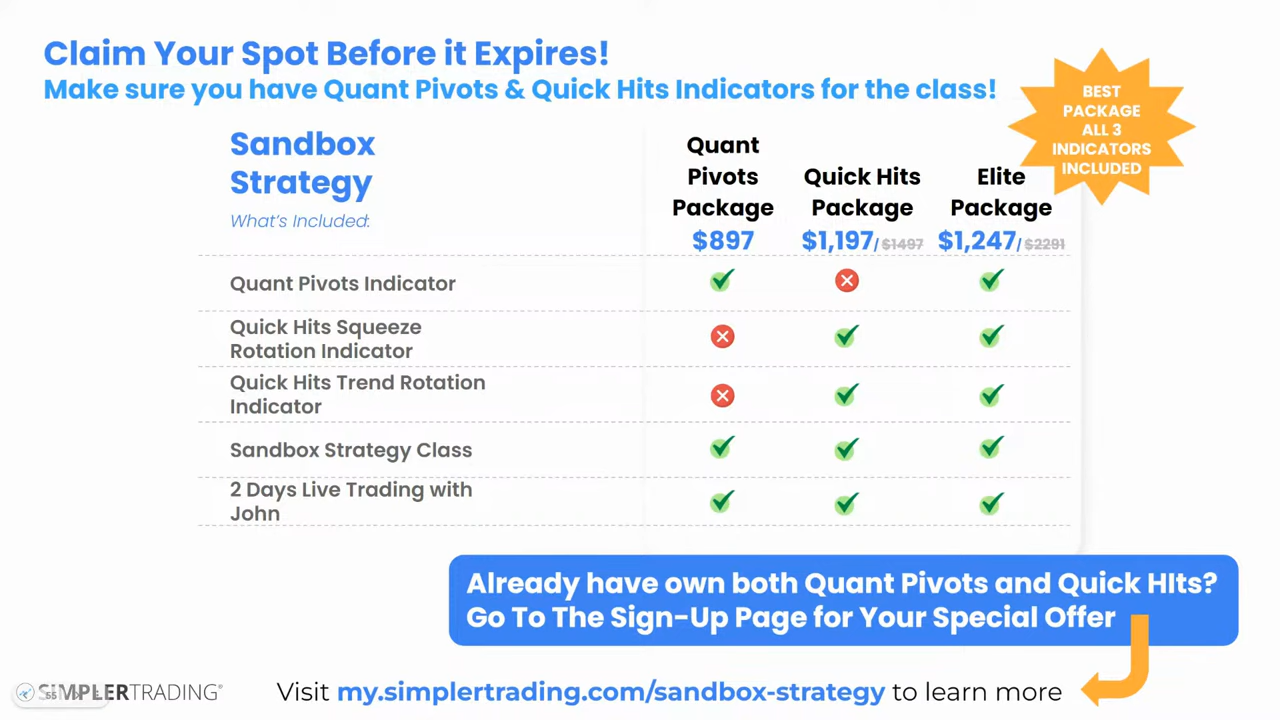 Claim Your Spot Before it Expires!
Make sure you have Quant Pivots & Quick Hits Indicators for the class!
BEST
PACKAGE
ALL 3
INDICATORS
INCLUDED
Sandbox
Strategy
What's Included:
Quant
Pivots
Package
$897
Quick Hits
Package
$1,197/ $1497
Elite
Package
$1,247/ $2291
Quant Pivots Indicator
Quick Hits Squeeze
Rotation Indicator
Quick Hits Trend Rotation
Indicator
Sandbox Strategy Class
2 Days Live Trading with
John
Already have own both Quant Pivots and Quick HIts?
Go To The Sign-Up Page for Your Special Offer
SIMPLERTRADING®
Visit my.simplertrading.com/sandbox-strategy to learn more